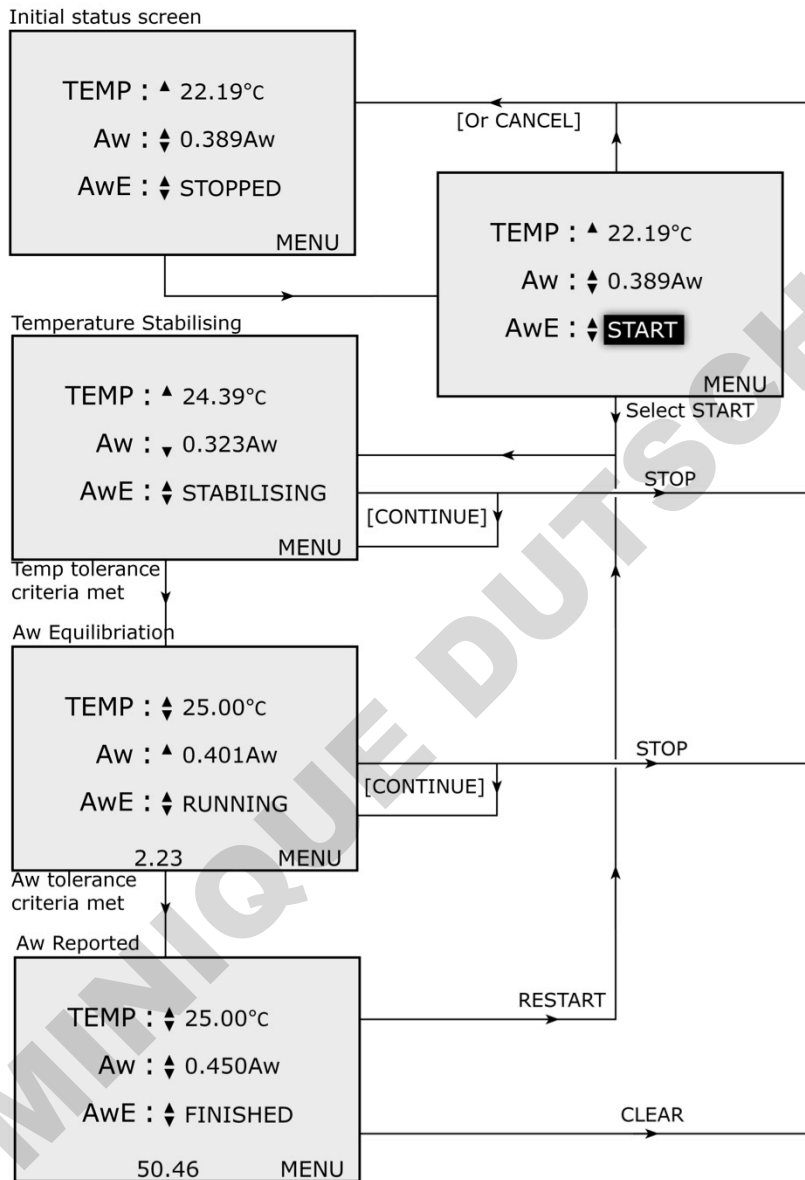 Initial status screen
TEMP : ▲ 22.19°C
Aw : ▲▼ 0.389Aw
AwE : ▲▼ STOPPED
MENU
[Or CANCEL]
TEMP : ▲ 22.19°C
Aw : ▲▼ 0.389Aw
AwE : ▲▼ START
MENU
Select START
Temperature Stabilising
TEMP : ▲ 24.39°C
Aw : ▼ 0.323Aw
AwE : ▲▼ STABILISING
MENU
STOP
[CONTINUE]
Temp tolerance
criteria met
Aw Equilibriation
TEMP : ▲▼ 25.00°C
Aw : ▲ 0.401Aw
AwE : ▲▼ RUNNING
2.23 MENU
STOP
[CONTINUE]
Aw tolerance
criteria met
Aw Reported
TEMP : ▲▼ 25.00°C
Aw : ▲▼ 0.450Aw
AwE : ▲▼ FINISHED
50.46 MENU
RESTART
CLEAR
MINIQUE DUTSCH